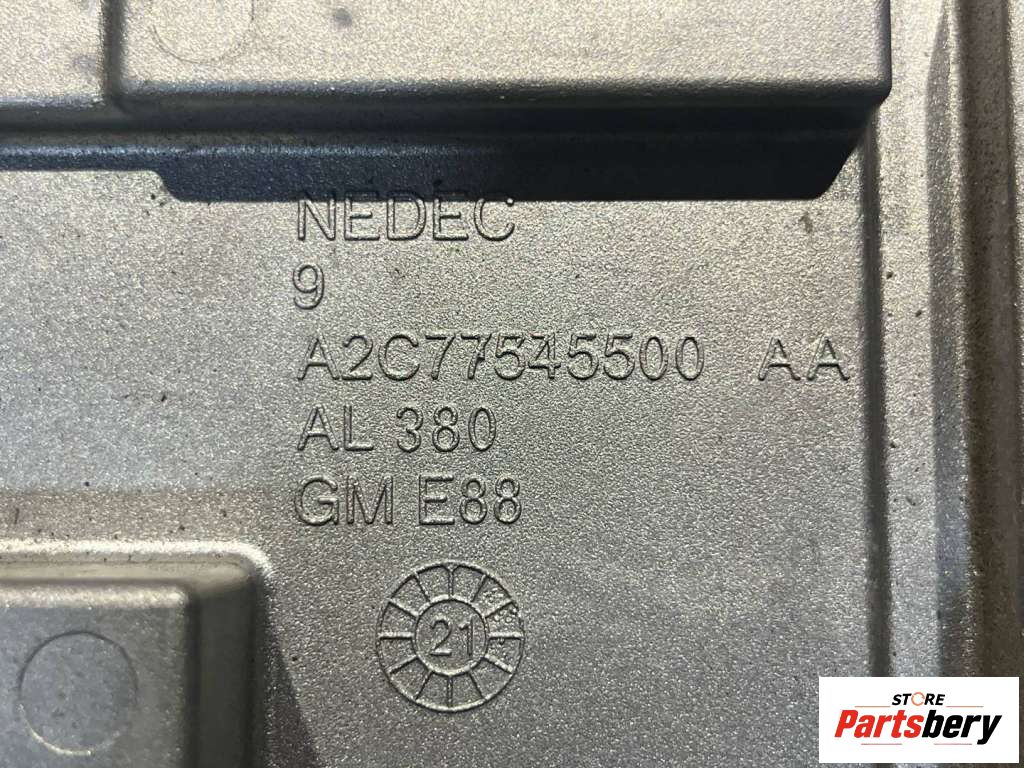 NEDEC
9
A2C77545500 AA
AL 380
GM E88
21
STORE
Partsbery